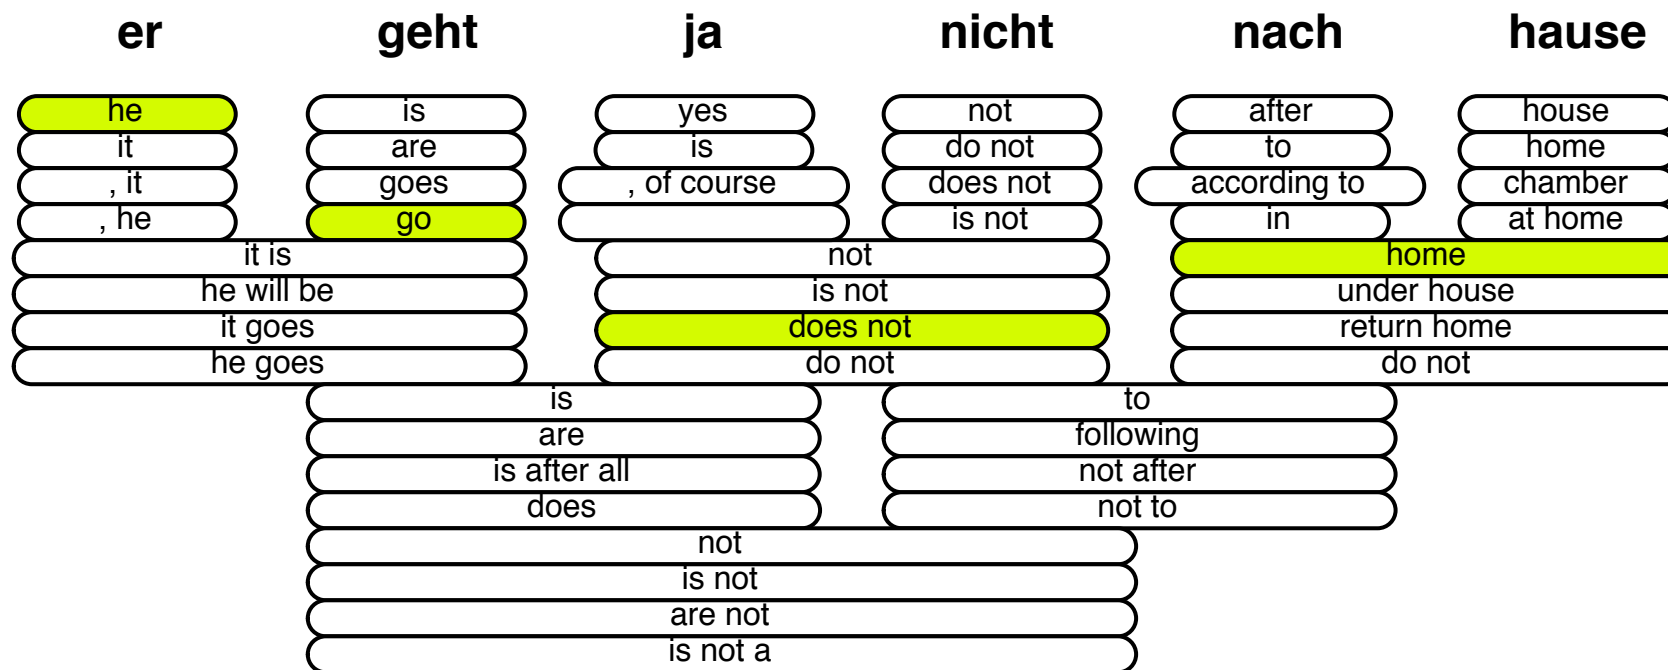 er geht ja nicht nach hause
he is yes not after house
it are is do not to home
, it goes , of course does not according to chamber
, he go is not in at home
it is not home
he will be is not under house
it goes does not return home
he goes do not do not
is to
are following
is after all not after
does not to
not
is not
are not
is not a